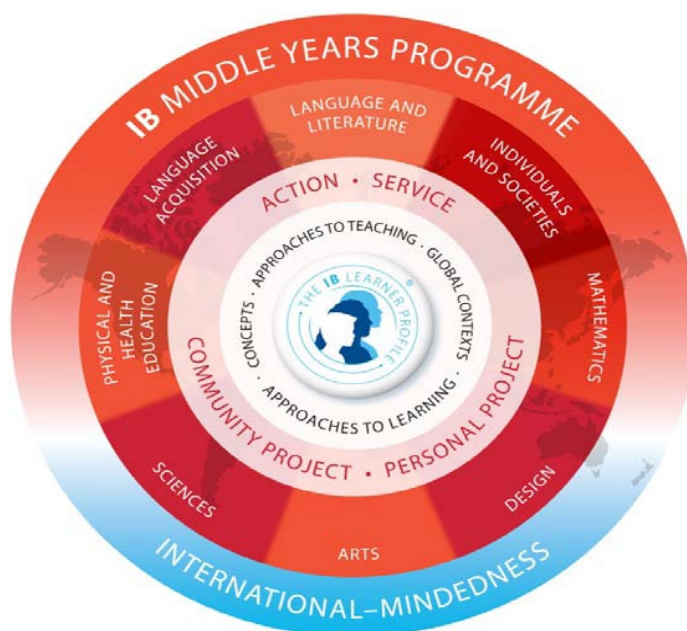 IB MIDDLE YEARS PROGRAMME
LANGUAGE AND
LITERATURE
INDIVIDUALS
AND SOCIETIES
MATHEMATICS
DESIGN
ARTS
SCIENCES
PHYSICAL AND
HEALTH
EDUCATION
LANGUAGE
ACQUISITION
ACTION • SERVICE
COMMUNITY PROJECT • PERSONAL PROJECT
APPROACHES TO TEACHING · GLOBAL CONTEXTS ·
CONCEPTS · APPROACHES TO LEARNING ·
THE IB LEARNER PROFILE ®
INTERNATIONAL–MINDEDNESS